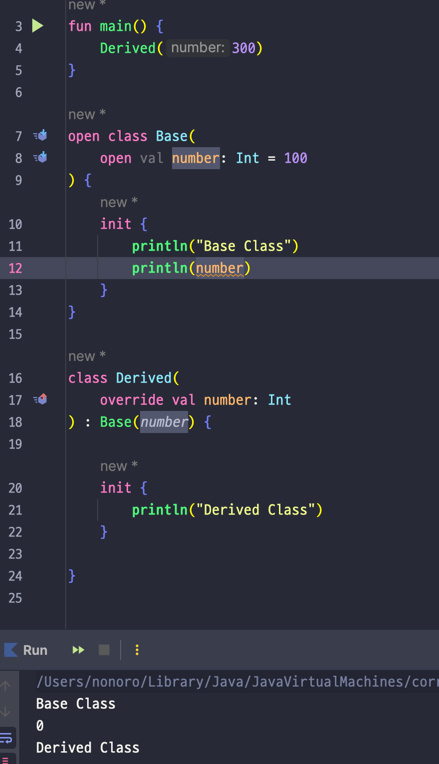 new *
3 fun main() {
4 Derived( number: 300)
5 }
6
new *
7 open class Base(
8 open val number: Int = 100
9 ) {
new *
10 init {
11 println("Base Class")
12 println(number)
13 }
14 }
15
new *
16 class Derived(
17 override val number: Int
18 ) : Base(number) {
19
new *
20 init {
21 println("Derived Class")
22 }
23
24 }
25
Run
/Users/nonoro/Library/Java/JavaVirtualMachines/corr
Base Class
0
Derived Class